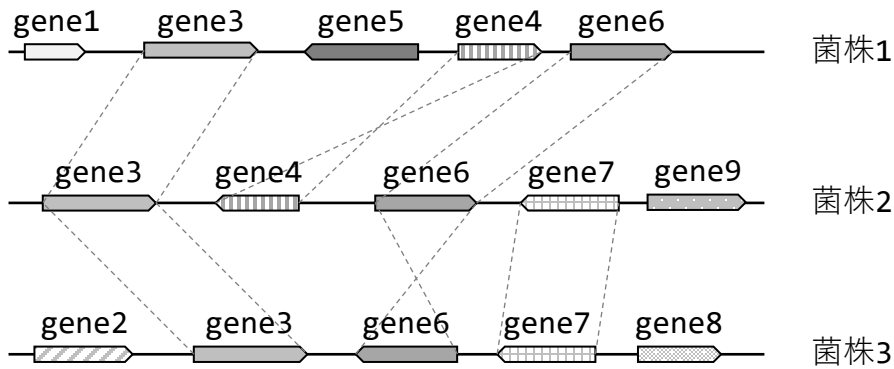 gene1 gene3 gene5 gene4 gene6
菌株1
gene3 gene4 gene6 gene7 gene9
菌株2
gene2 gene3 gene6 gene7 gene8
菌株3